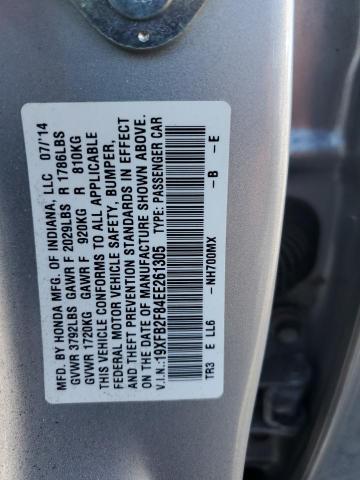 MFD. BY HONDA MFG. OF INDIANA, LLC 07/'14
GVWR 3792LBS GAWR F 2029LBS R 1786LBS
GVWR 1720KG GAWR F 920KG R 810KG
THIS VEHICLE CONFORMS TO ALL APPLICABLE
FEDERAL MOTOR VEHICLE SAFETY, BUMPER,
AND THEFT PREVENTION STANDARDS IN EFFECT
ON THE DATE OF MANUFACTURE SHOWN ABOVE.
V.I.N.:19XFB2F84EE261305 TYPE: PASSENGER CAR
TR3 E LL6 -NH700MX -B -E